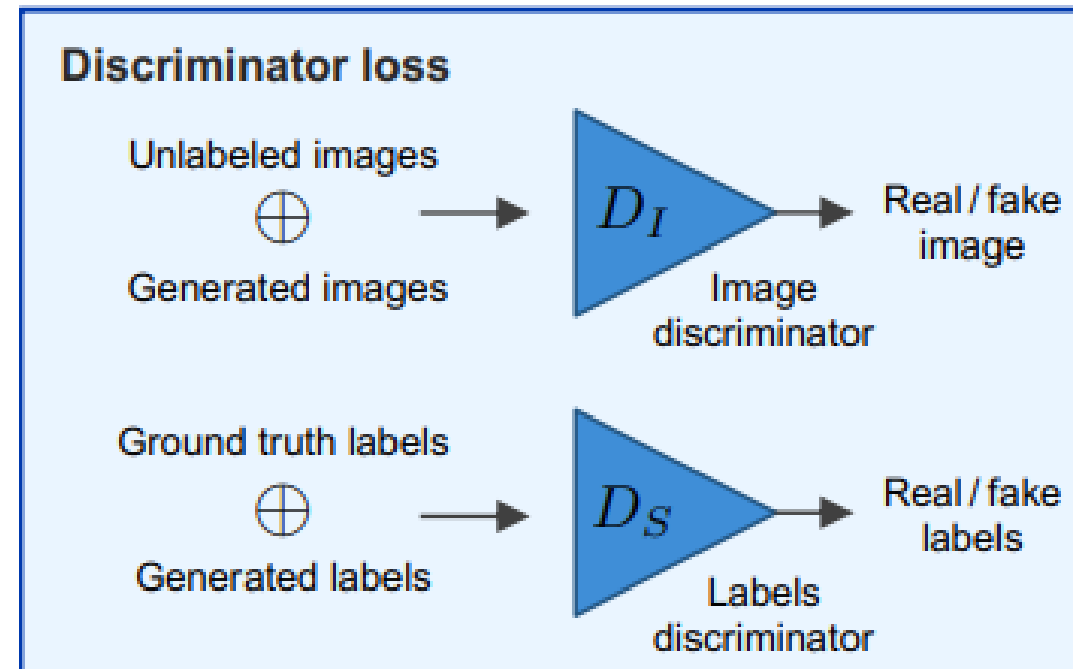 Discriminator loss
Unlabeled images
⊕
Generated images
D_I
Image
discriminator
Real / fake
image
Ground truth labels
⊕
Generated labels
D_S
Labels
discriminator
Real / fake
labels